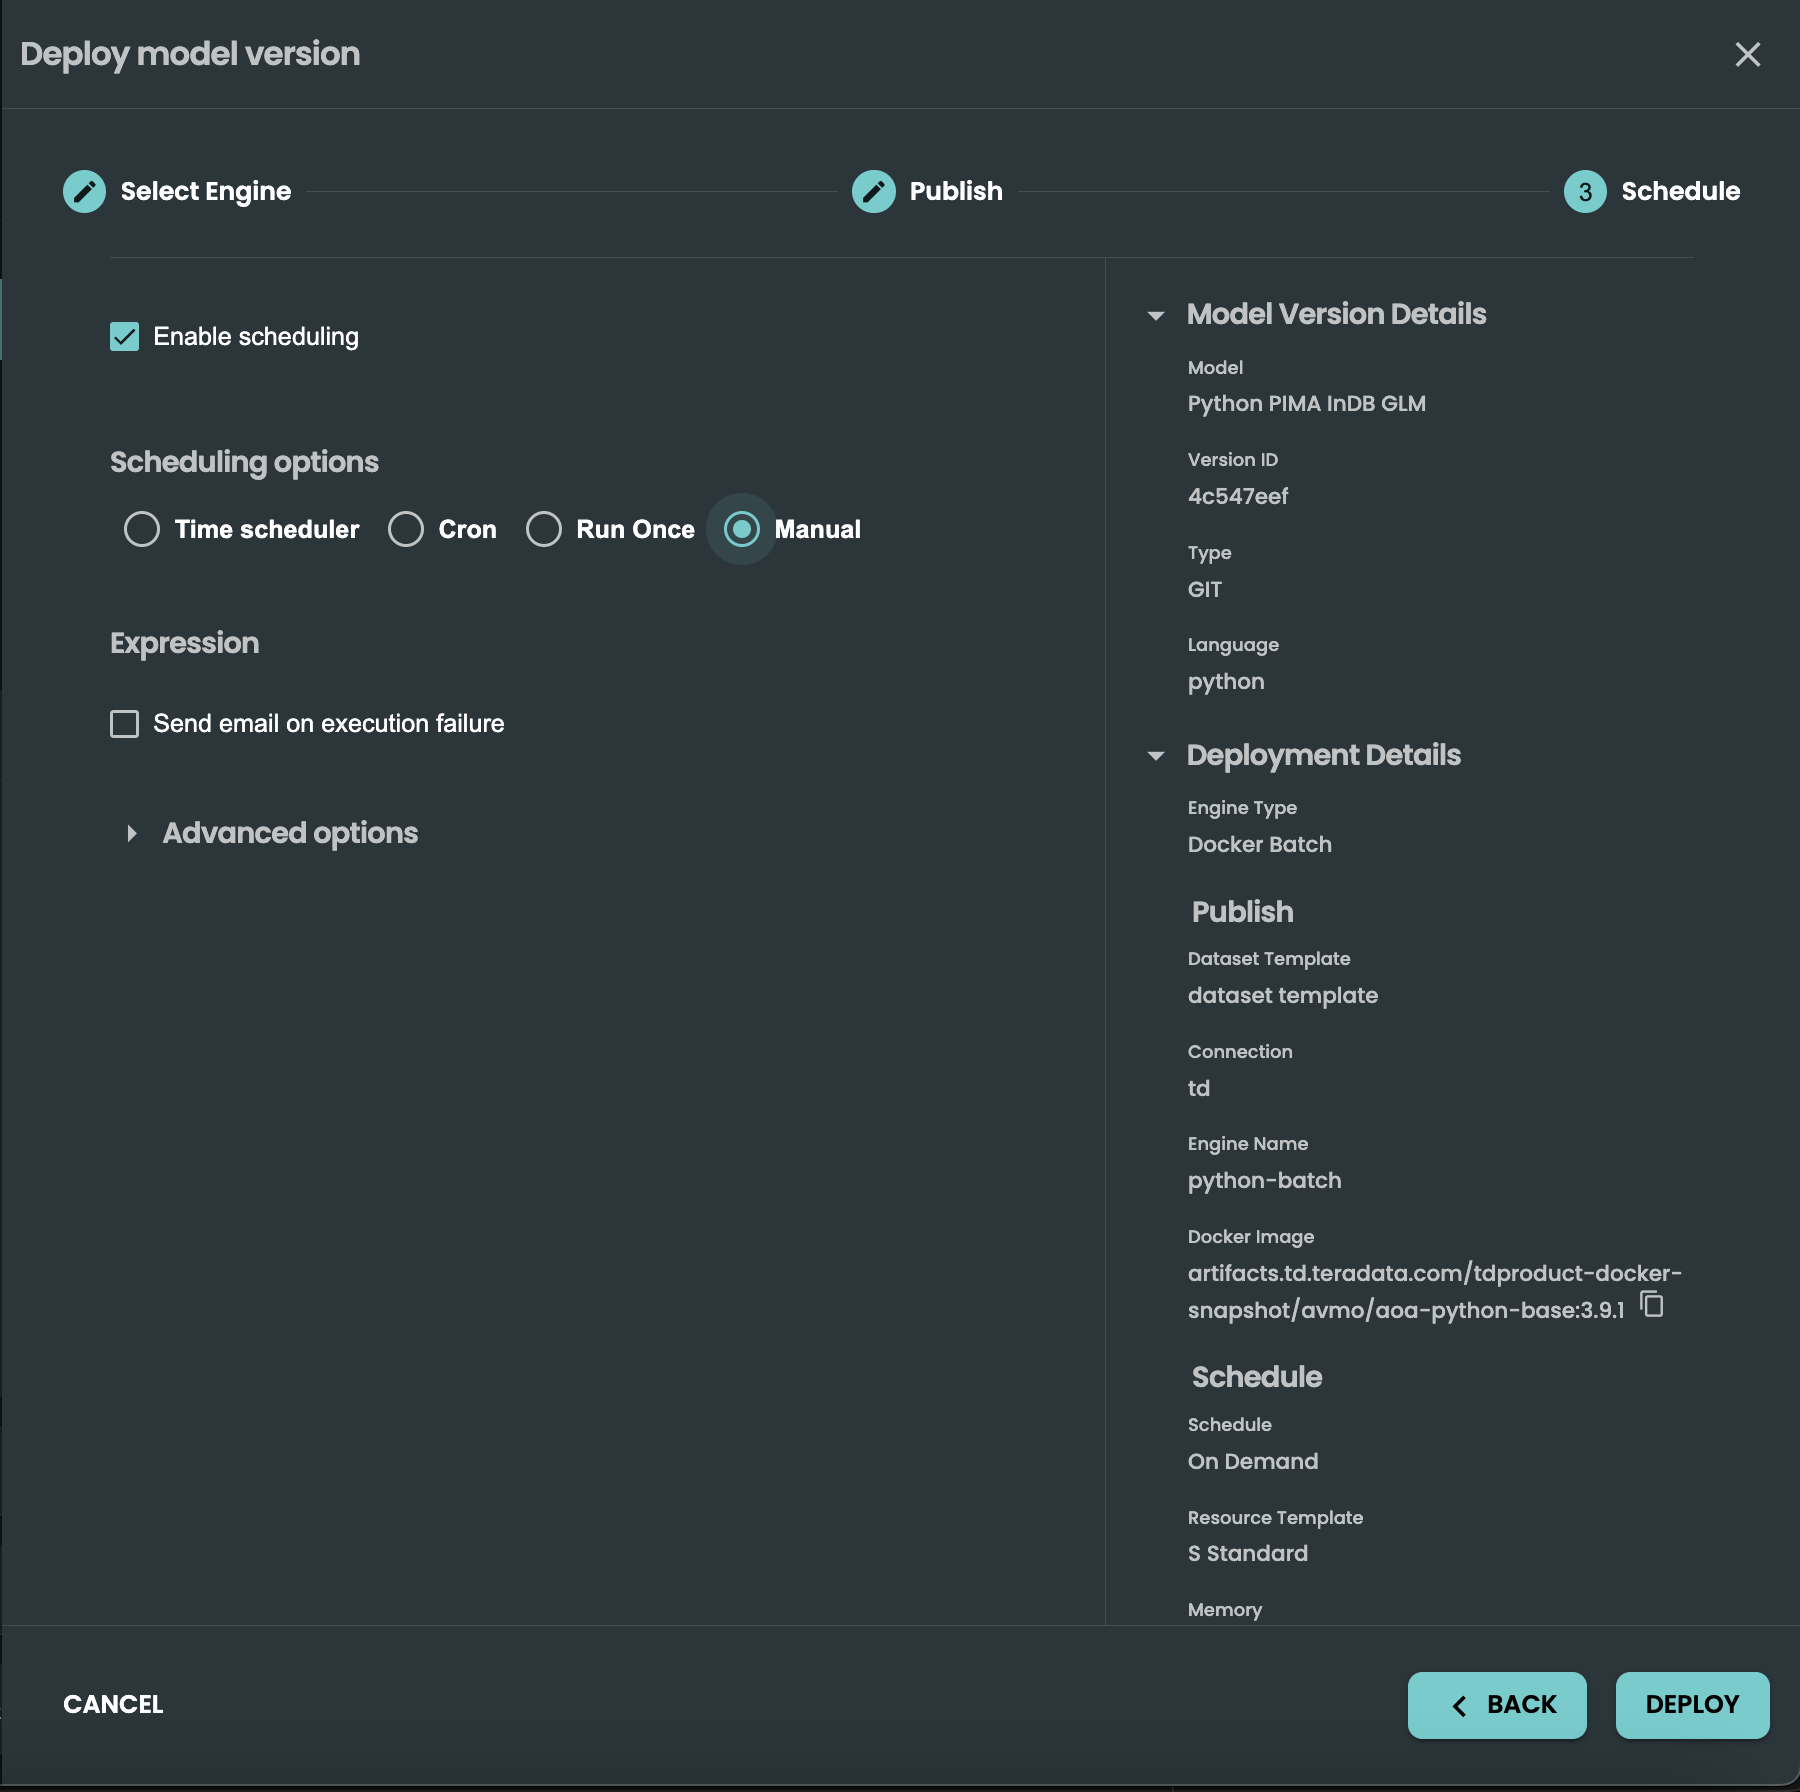 Deploy model version
Select Engine
Publish
3 Schedule
Enable scheduling
Scheduling options
Time scheduler
Cron
Run Once
Manual
Expression
Send email on execution failure
Advanced options
Model Version Details
Model
Python PIMA InDB GLM
Version ID
4c547eef
Type
GIT
Language
python
Deployment Details
Engine Type
Docker Batch
Publish
Dataset Template
dataset template
Connection
td
Engine Name
python-batch
Docker Image
artifacts.td.teradata.com/tdproduct-docker-
snapshot/avmo/aoa-python-base:3.9.1
Schedule
Schedule
On Demand
Resource Template
S Standard
Memory
CANCEL
BACK
DEPLOY